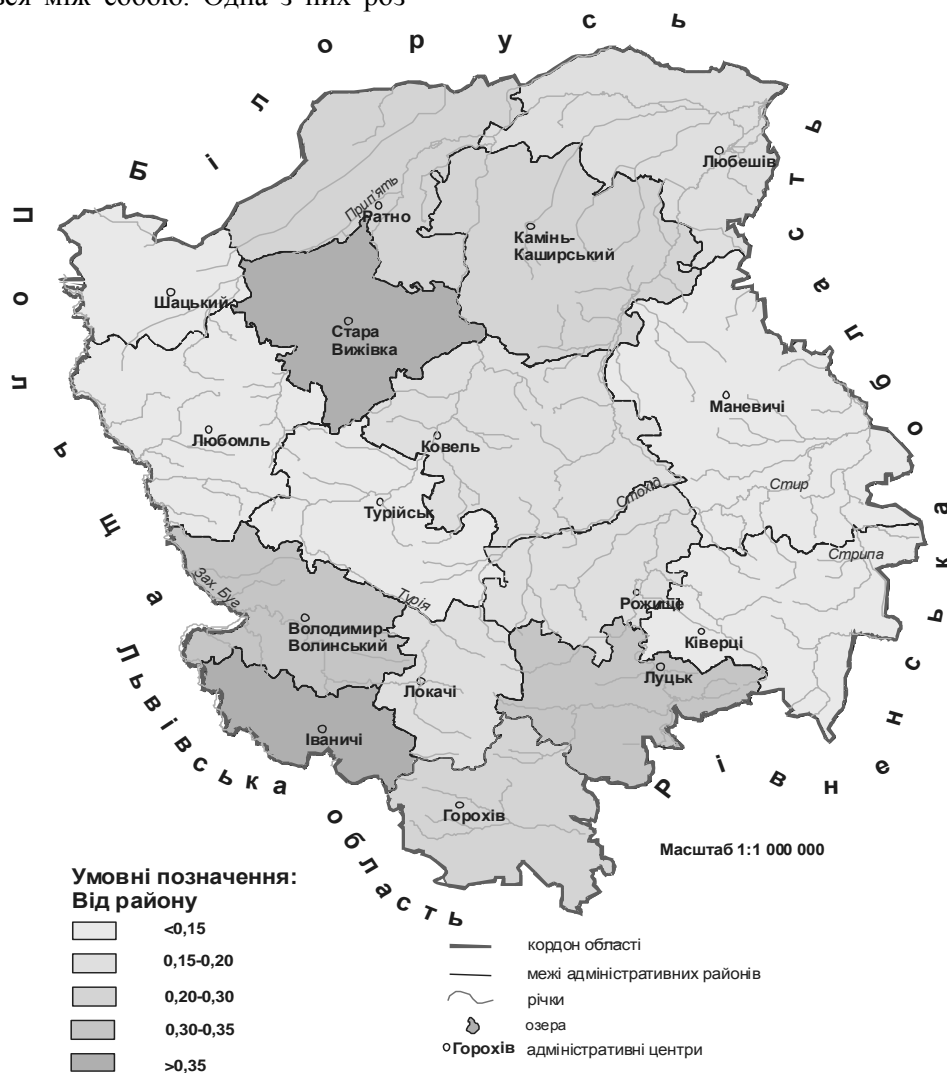 ся між собою. Одна з них роз-
Білорусь
Польща
Львівська область
Рівненська область
Прип'ять
Ратно
Любешів
Камінь-
Каширський
Шацький
Стара
Вижівка
Маневичі
Любомль
Ковель
Турійськ
Стохід
Стир
Стрипа
Зах. Буг
Турія
Рожище
Володимир-
Волинський
Ківерці
Локачі
Луцьк
Іваничі
Горохів
Масштаб 1:1 000 000
Умовні позначення:
Від району
<0,15
0,15-0,20
0,20-0,30
0,30-0,35
>0,35
кордон області
межі адміністративних районів
річки
озера
Горохів адміністративні центри